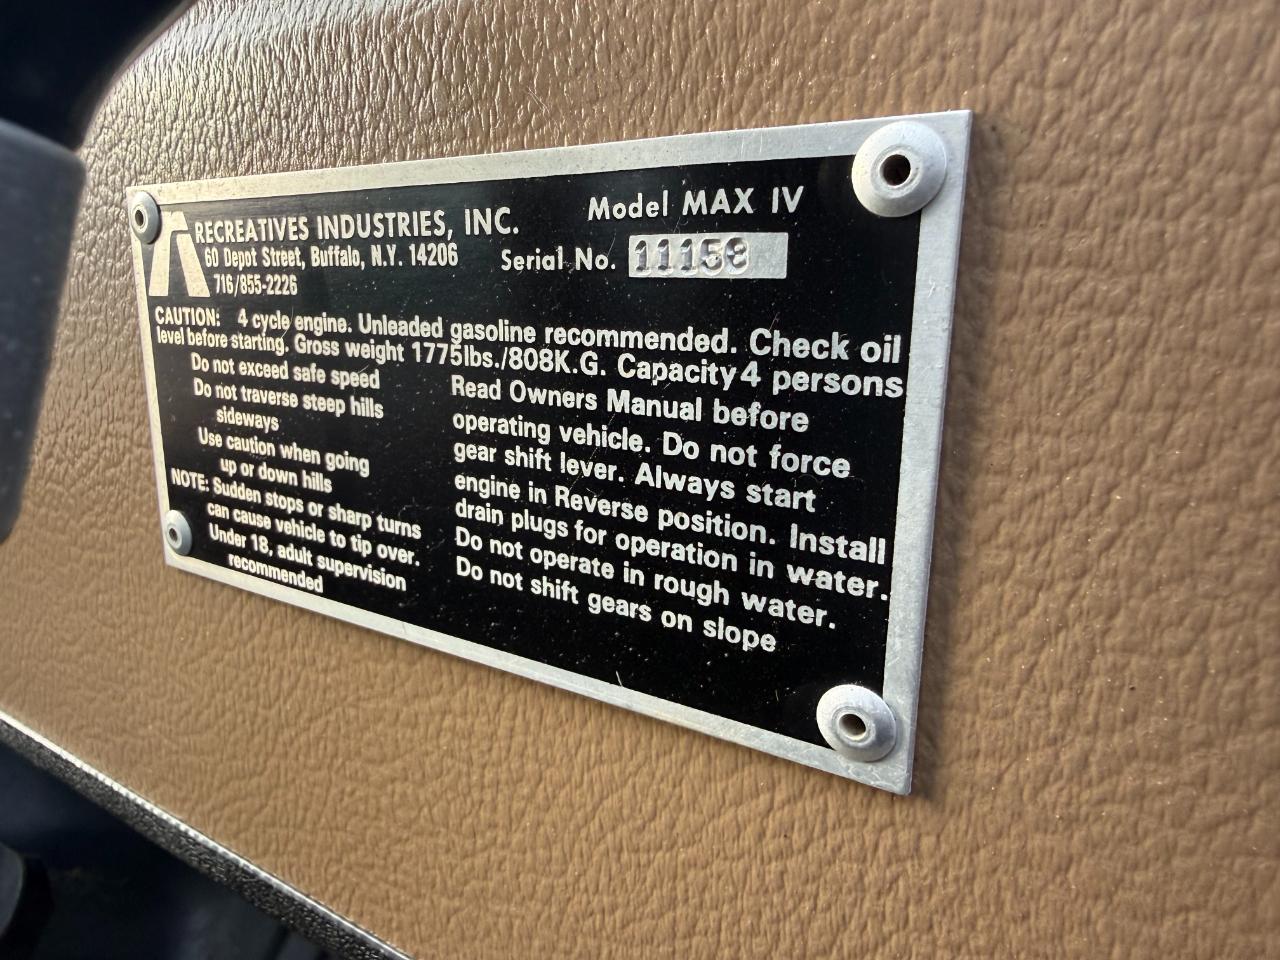 RECREATIVES INDUSTRIES, INC.
60 Depot Street, Buffalo, N.Y. 14206
716/855-2226
Model MAX IV
Serial No. 11158
CAUTION: 4 cycle engine. Unleaded gasoline recommended. Check oil
level before starting. Gross weight 1775lbs./808K.G. Capacity 4 persons
Do not exceed safe speed
Do not traverse steep hills
sideways
Use caution when going
up or down hills
NOTE: Sudden stops or sharp turns
can cause vehicle to tip over.
Under 18, adult supervision
recommended
Read Owners Manual before
operating vehicle. Do not force
gear shift lever. Always start
engine in Reverse position. Install
drain plugs for operation in water.
Do not operate in rough water.
Do not shift gears on slope